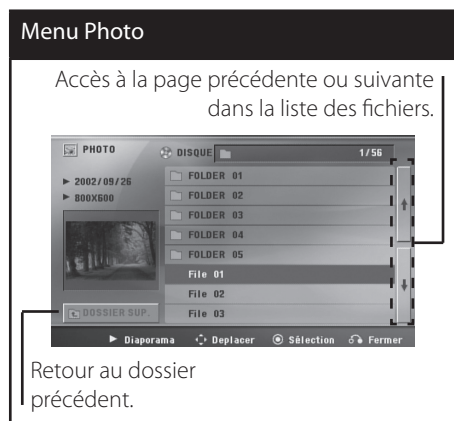 Menu Photo
Accès à la page précédente ou suivante
dans la liste des fichiers.
PHOTO
DISQUE
1/56
2002/09/26
800X600
FOLDER 01
FOLDER 02
FOLDER 03
FOLDER 04
FOLDER 05
File 01
File 02
File 03
DOSSIER SUP.
Diaporama Deplacer Sélection Fermer
Retour au dossier
précédent.